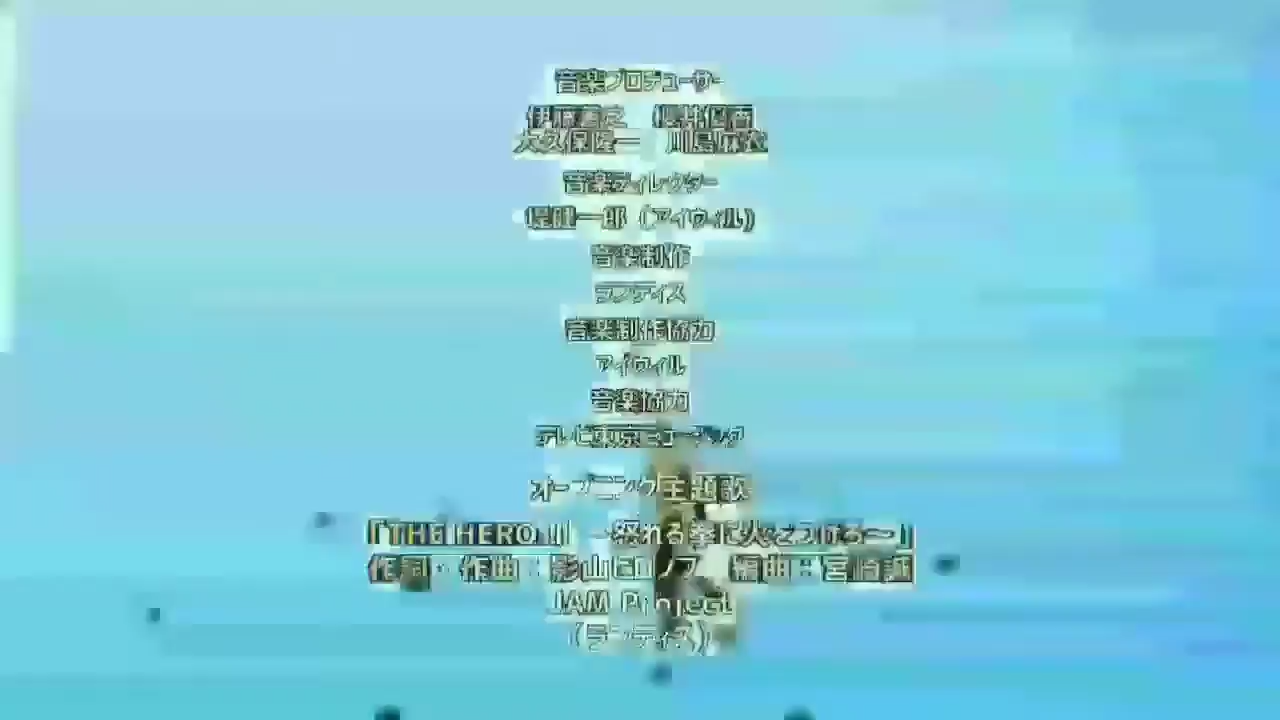 音楽プロデューサー
伊藤善之 櫻井優香
大久保隆一 川島麻衣
音楽ディレクター
堤健一郎 (アイウィル)
音楽制作
ランティス
音楽制作協力
アイウィル
音楽協力
テレビ東京ミュージック
オープニング主題歌
「THE HERO !! ～怒れる拳に火をつけろ～」
作詞・作曲：影山ヒロノブ 編曲：宮崎誠
JAM Project
(ランティス)